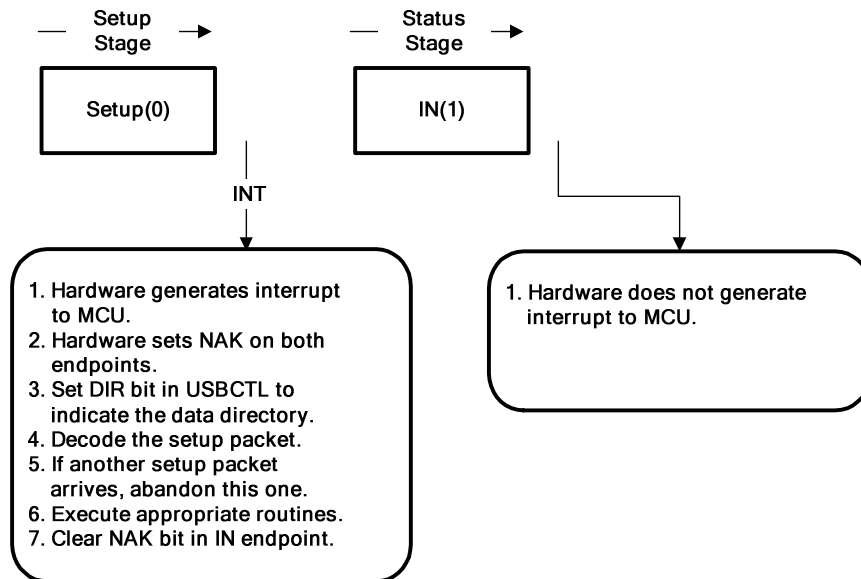 Setup
Stage
Status
Stage
Setup(0)
IN(1)
INT
1. Hardware generates interrupt
to MCU.
2. Hardware sets NAK on both
endpoints.
3. Set DIR bit in USBCTL to
indicate the data directory.
4. Decode the setup packet.
5. If another setup packet
arrives, abandon this one.
6. Execute appropriate routines.
7. Clear NAK bit in IN endpoint.
1. Hardware does not generate
interrupt to MCU.